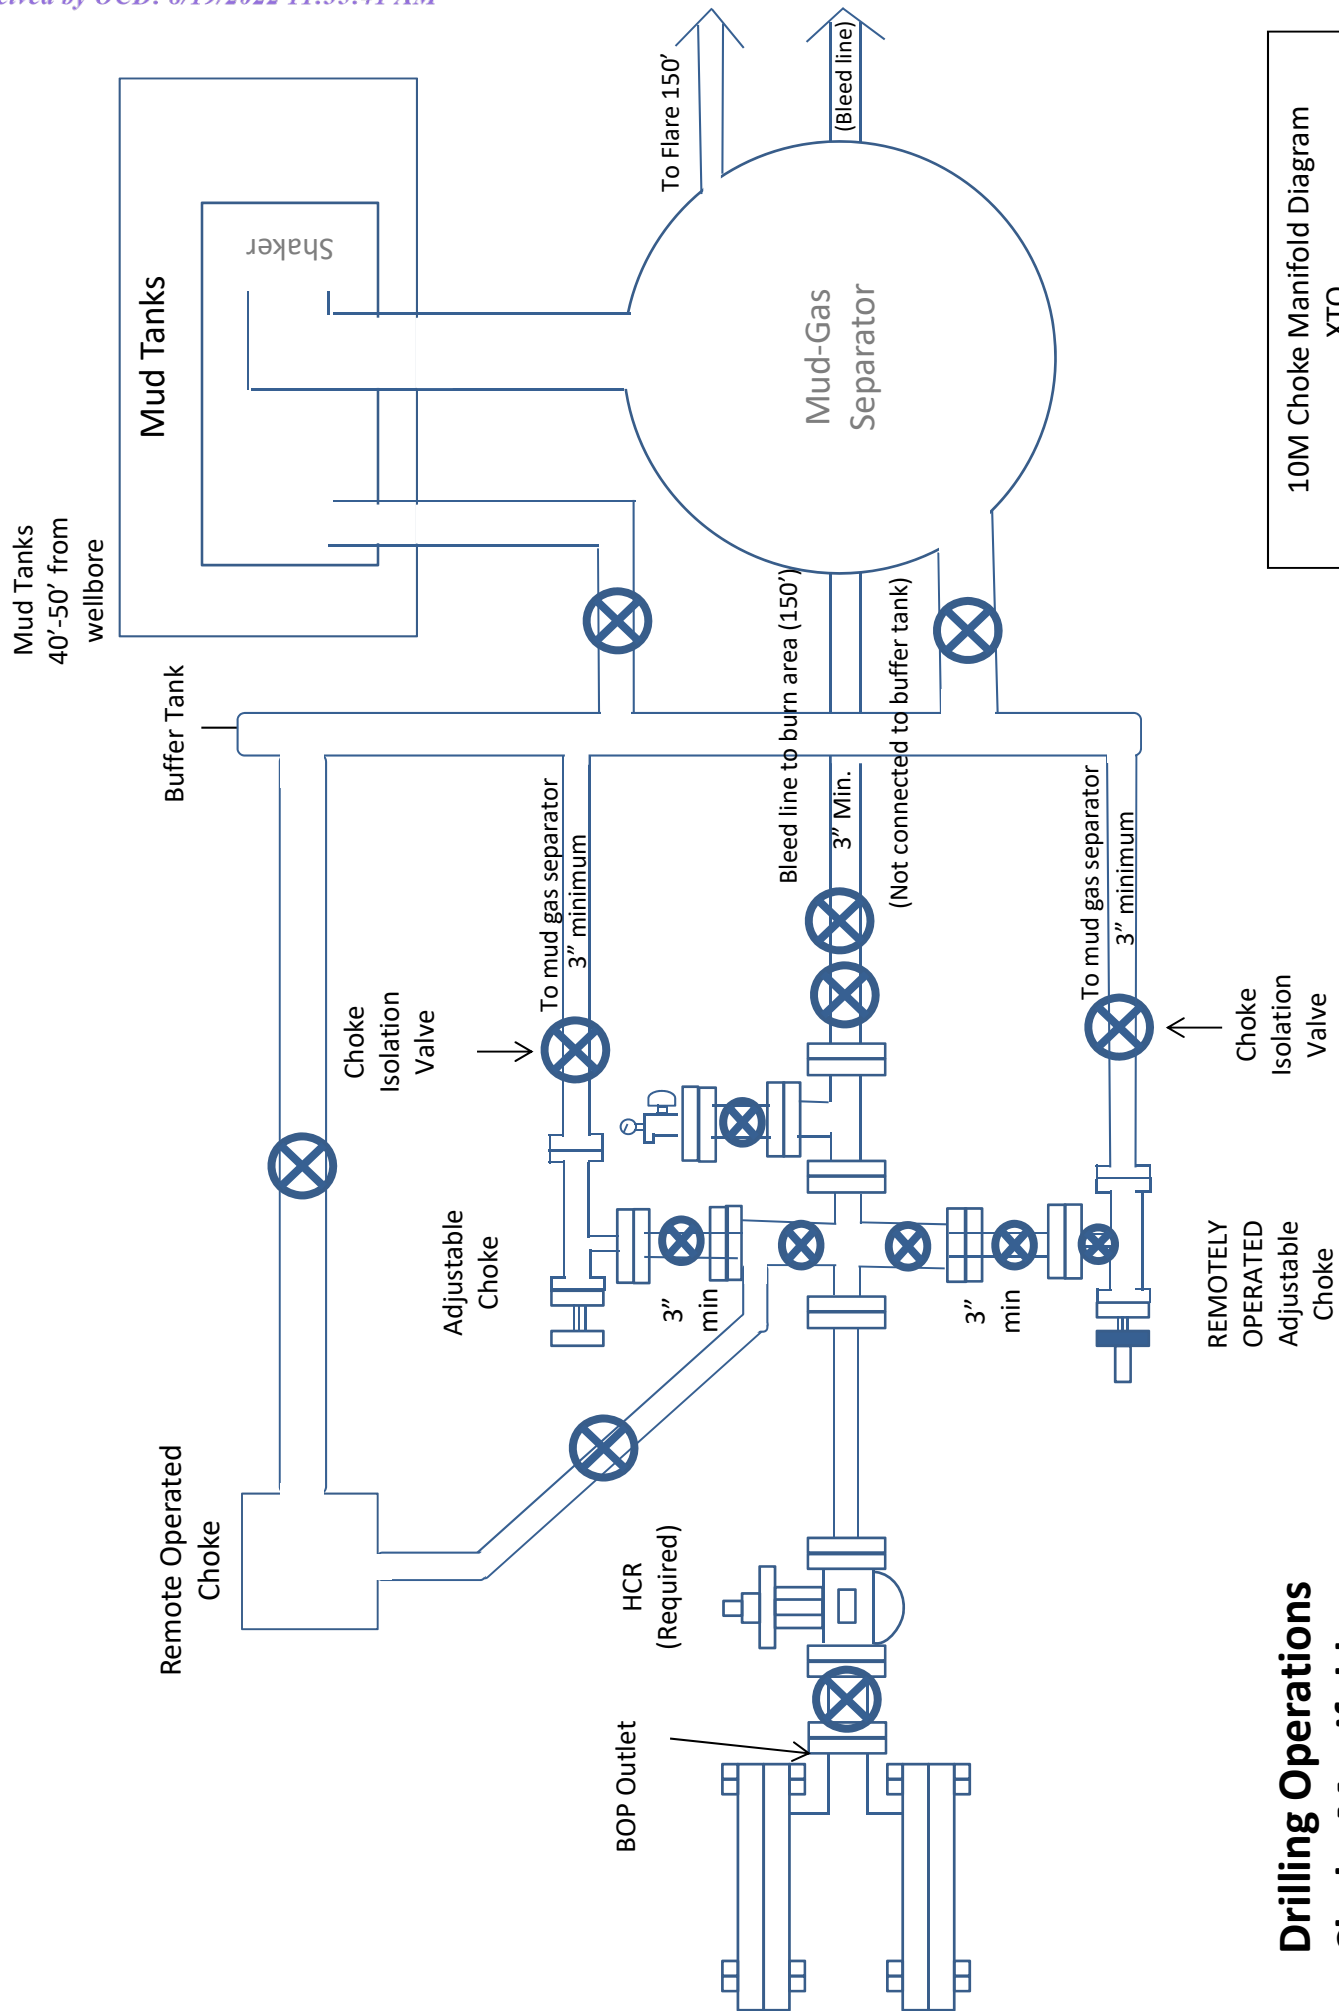 Mud Tanks
40’-50’ from
wellbore
Mud Tanks
Shaker
Buffer Tank
To Flare 150’
(Bleed line)
Mud-Gas
Separator
Remote Operated
Choke
Choke
Isolation
Valve
To mud gas separator
3” minimum
Adjustable
Choke
3”
min
Bleed line to burn area (150’)
3” Min.
(Not connected to buffer tank)
To mud gas separator
3” minimum
Choke
Isolation
Valve
3”
min
REMOTELY
OPERATED
Adjustable
Choke
HCR
(Required)
BOP Outlet
10M Choke Manifold Diagram
XTO
Drilling Operations